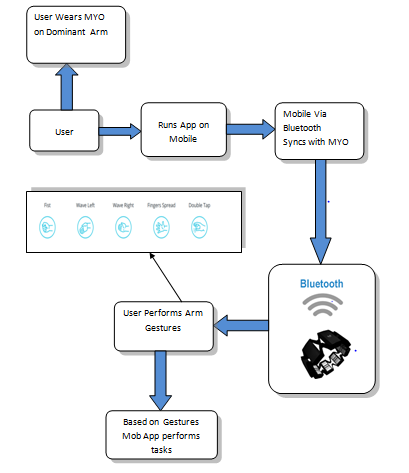 User Wears MYO
on Dominant Arm
User
Runs App on
Mobile
Mobile Via
Bluetooth
Syncs with MYO
Fist
Wave Left
Wave Right
Fingers Spread
Double Tap
Bluetooth
User Performs Arm
Gestures
Based on Gestures
Mob App performs
tasks